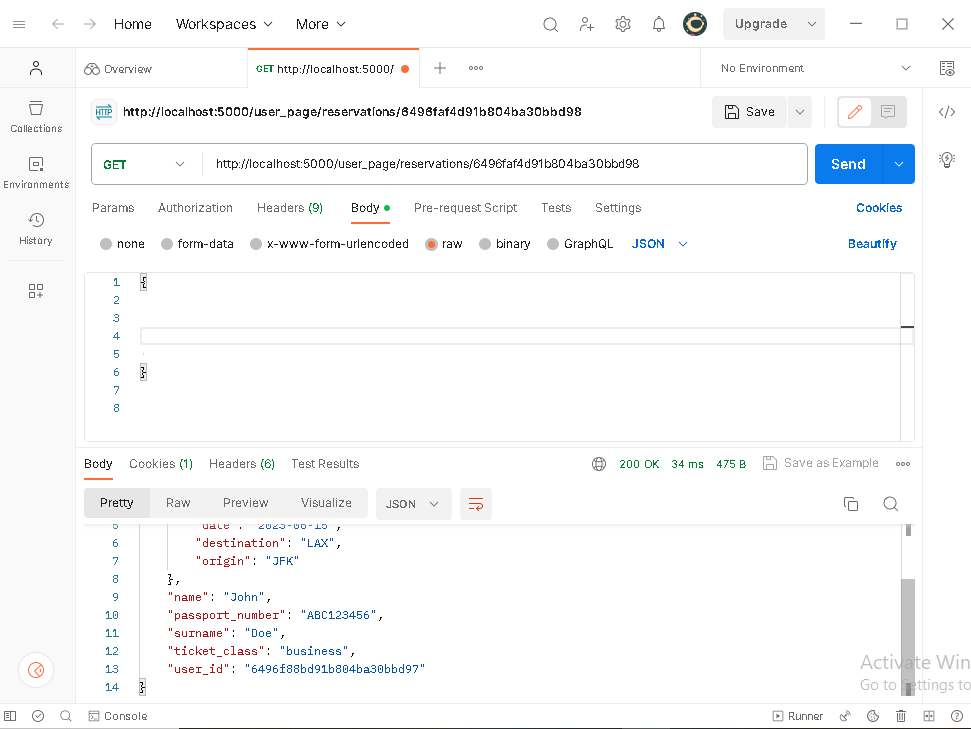 Home Workspaces More Upgrade
Overview GET http://localhost:5000/ No Environment
http://localhost:5000/user_page/reservations/6496faf4d91b804ba30bbd98 Save
GET http://localhost:5000/user_page/reservations/6496faf4d91b804ba30bbd98 Send
Collections
Environments
History
Params Authorization Headers (9) Body Pre-request Script Tests Settings Cookies
none form-data x-www-form-urlencoded raw binary GraphQL JSON Beautify
1 {
2
3
4
5
6 }
7
8
Body Cookies (1) Headers (6) Test Results 200 OK 34 ms 475 B Save as Example
Pretty Raw Preview Visualize JSON
5 "date": "2023-06-15",
6 "destination": "LAX",
7 "origin": "JFK"
8 },
9 "name": "John",
10 "passport_number": "ABC123456",
11 "surname": "Doe",
12 "ticket_class": "business",
13 "user_id": "6496f88bd91b804ba30bbd97"
14 }
Activate Win
Go to Settings to
Console Runner